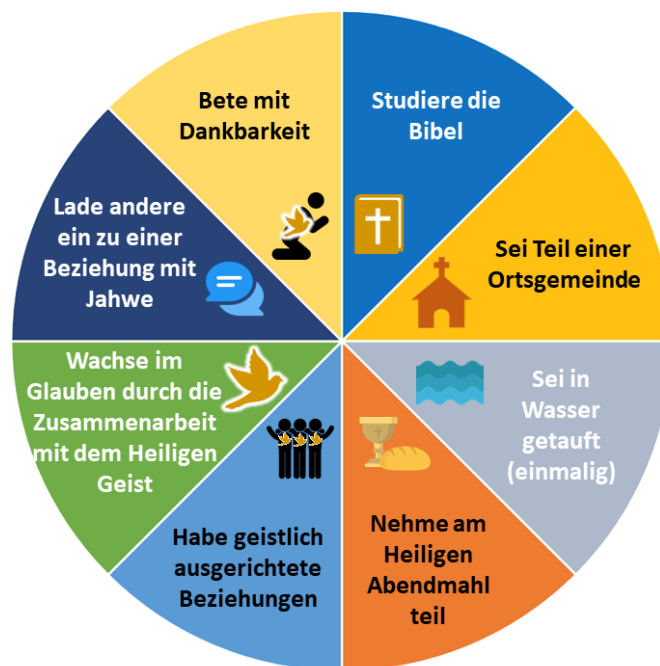 Bete mit
Dankbarkeit
Studiere die
Bibel
Sei Teil einer
Ortsgemeinde
Sei in
Wasser
getauft
(einmalig)
Nehme am
Heiligen
Abendmahl
teil
Habe geistlich
ausgerichtete
Beziehungen
Wachse im
Glauben durch die
Zusammenarbeit
mit dem Heiligen
Geist
Lade andere
ein zu einer
Beziehung mit
Jahwe